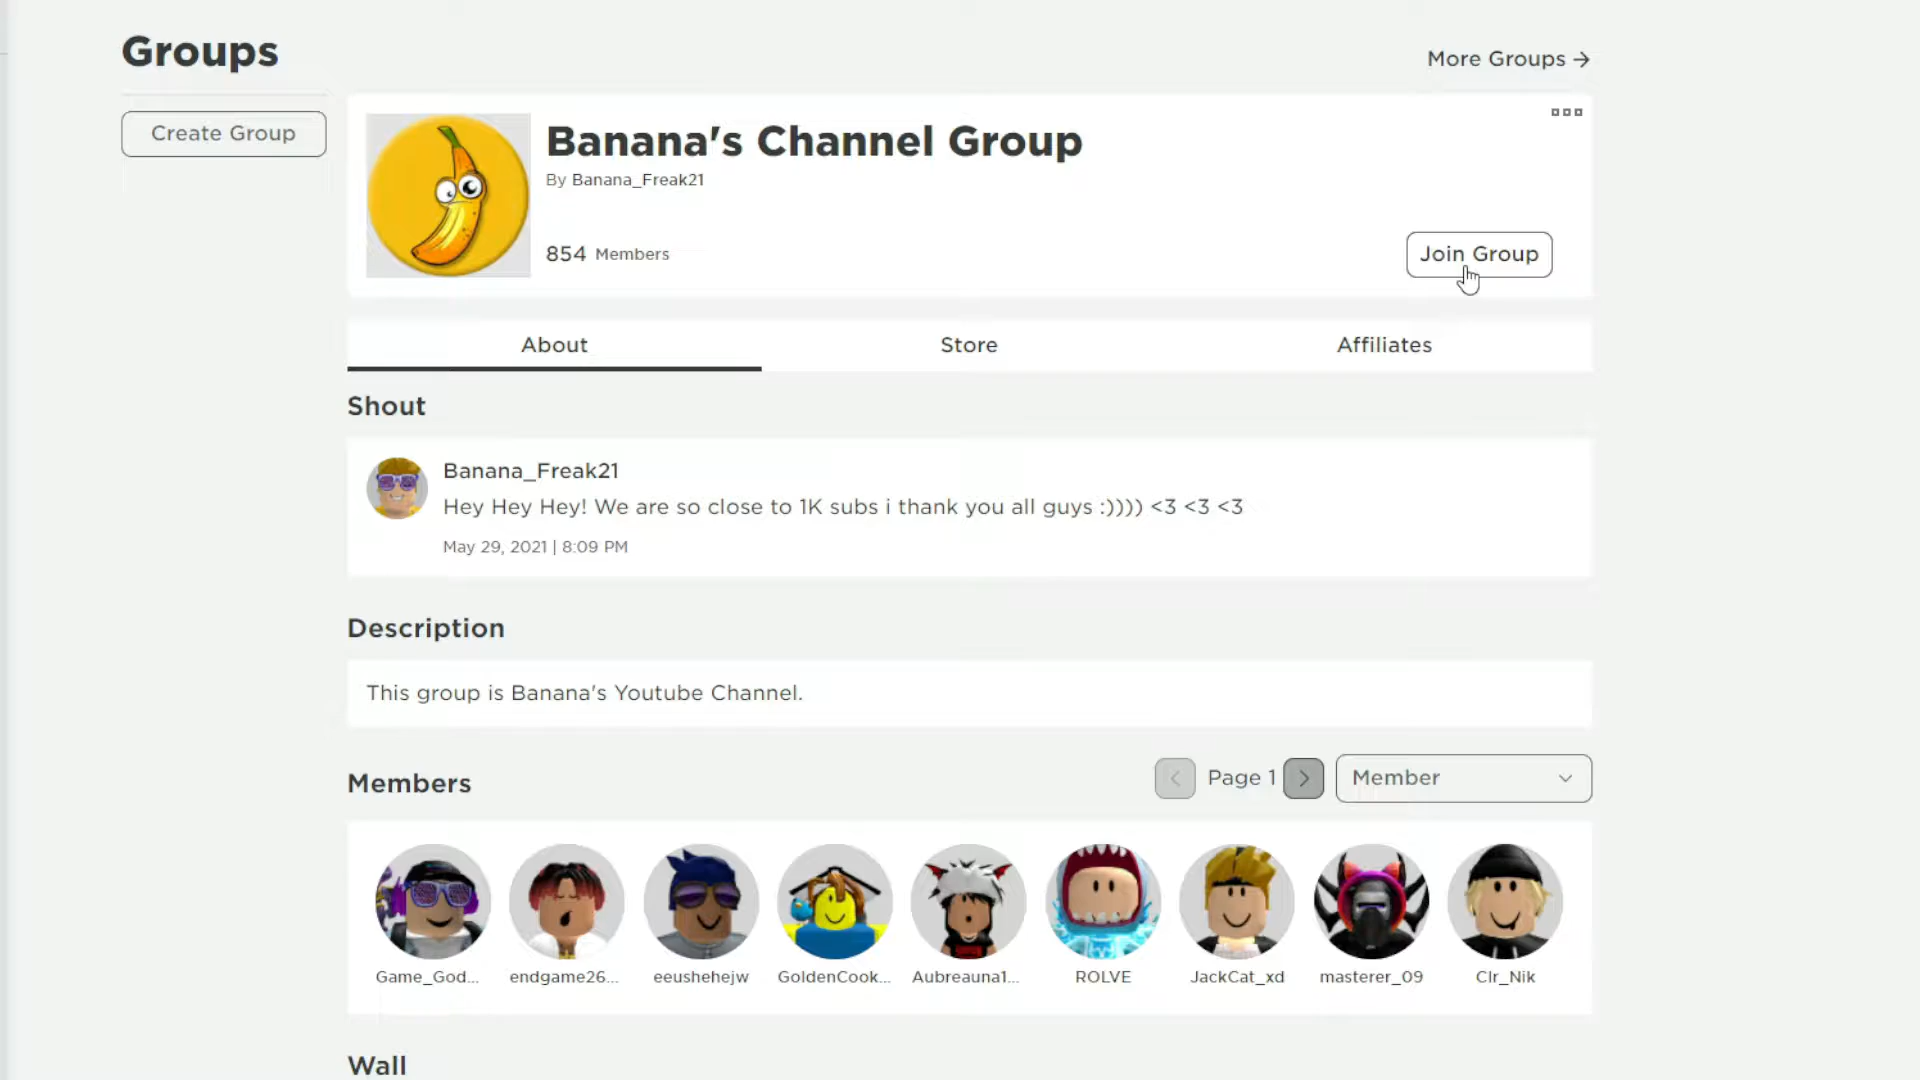 Groups
More Groups →
Create Group
Banana's Channel Group
By Banana_Freak21
854 Members
Join Group
About
Store
Affiliates
Shout
Banana_Freak21
Hey Hey Hey! We are so close to 1K subs i thank you all guys :)))) <3 <3 <3
May 29, 2021 | 8:09 PM
Description
This group is Banana's Youtube Channel.
Members
Page 1
Member
Game_God...
endgame26...
eeushehejw
GoldenCook...
Aubreauna1...
ROLVE
JackCat_xd
masterer_09
Clr_Nik
Wall